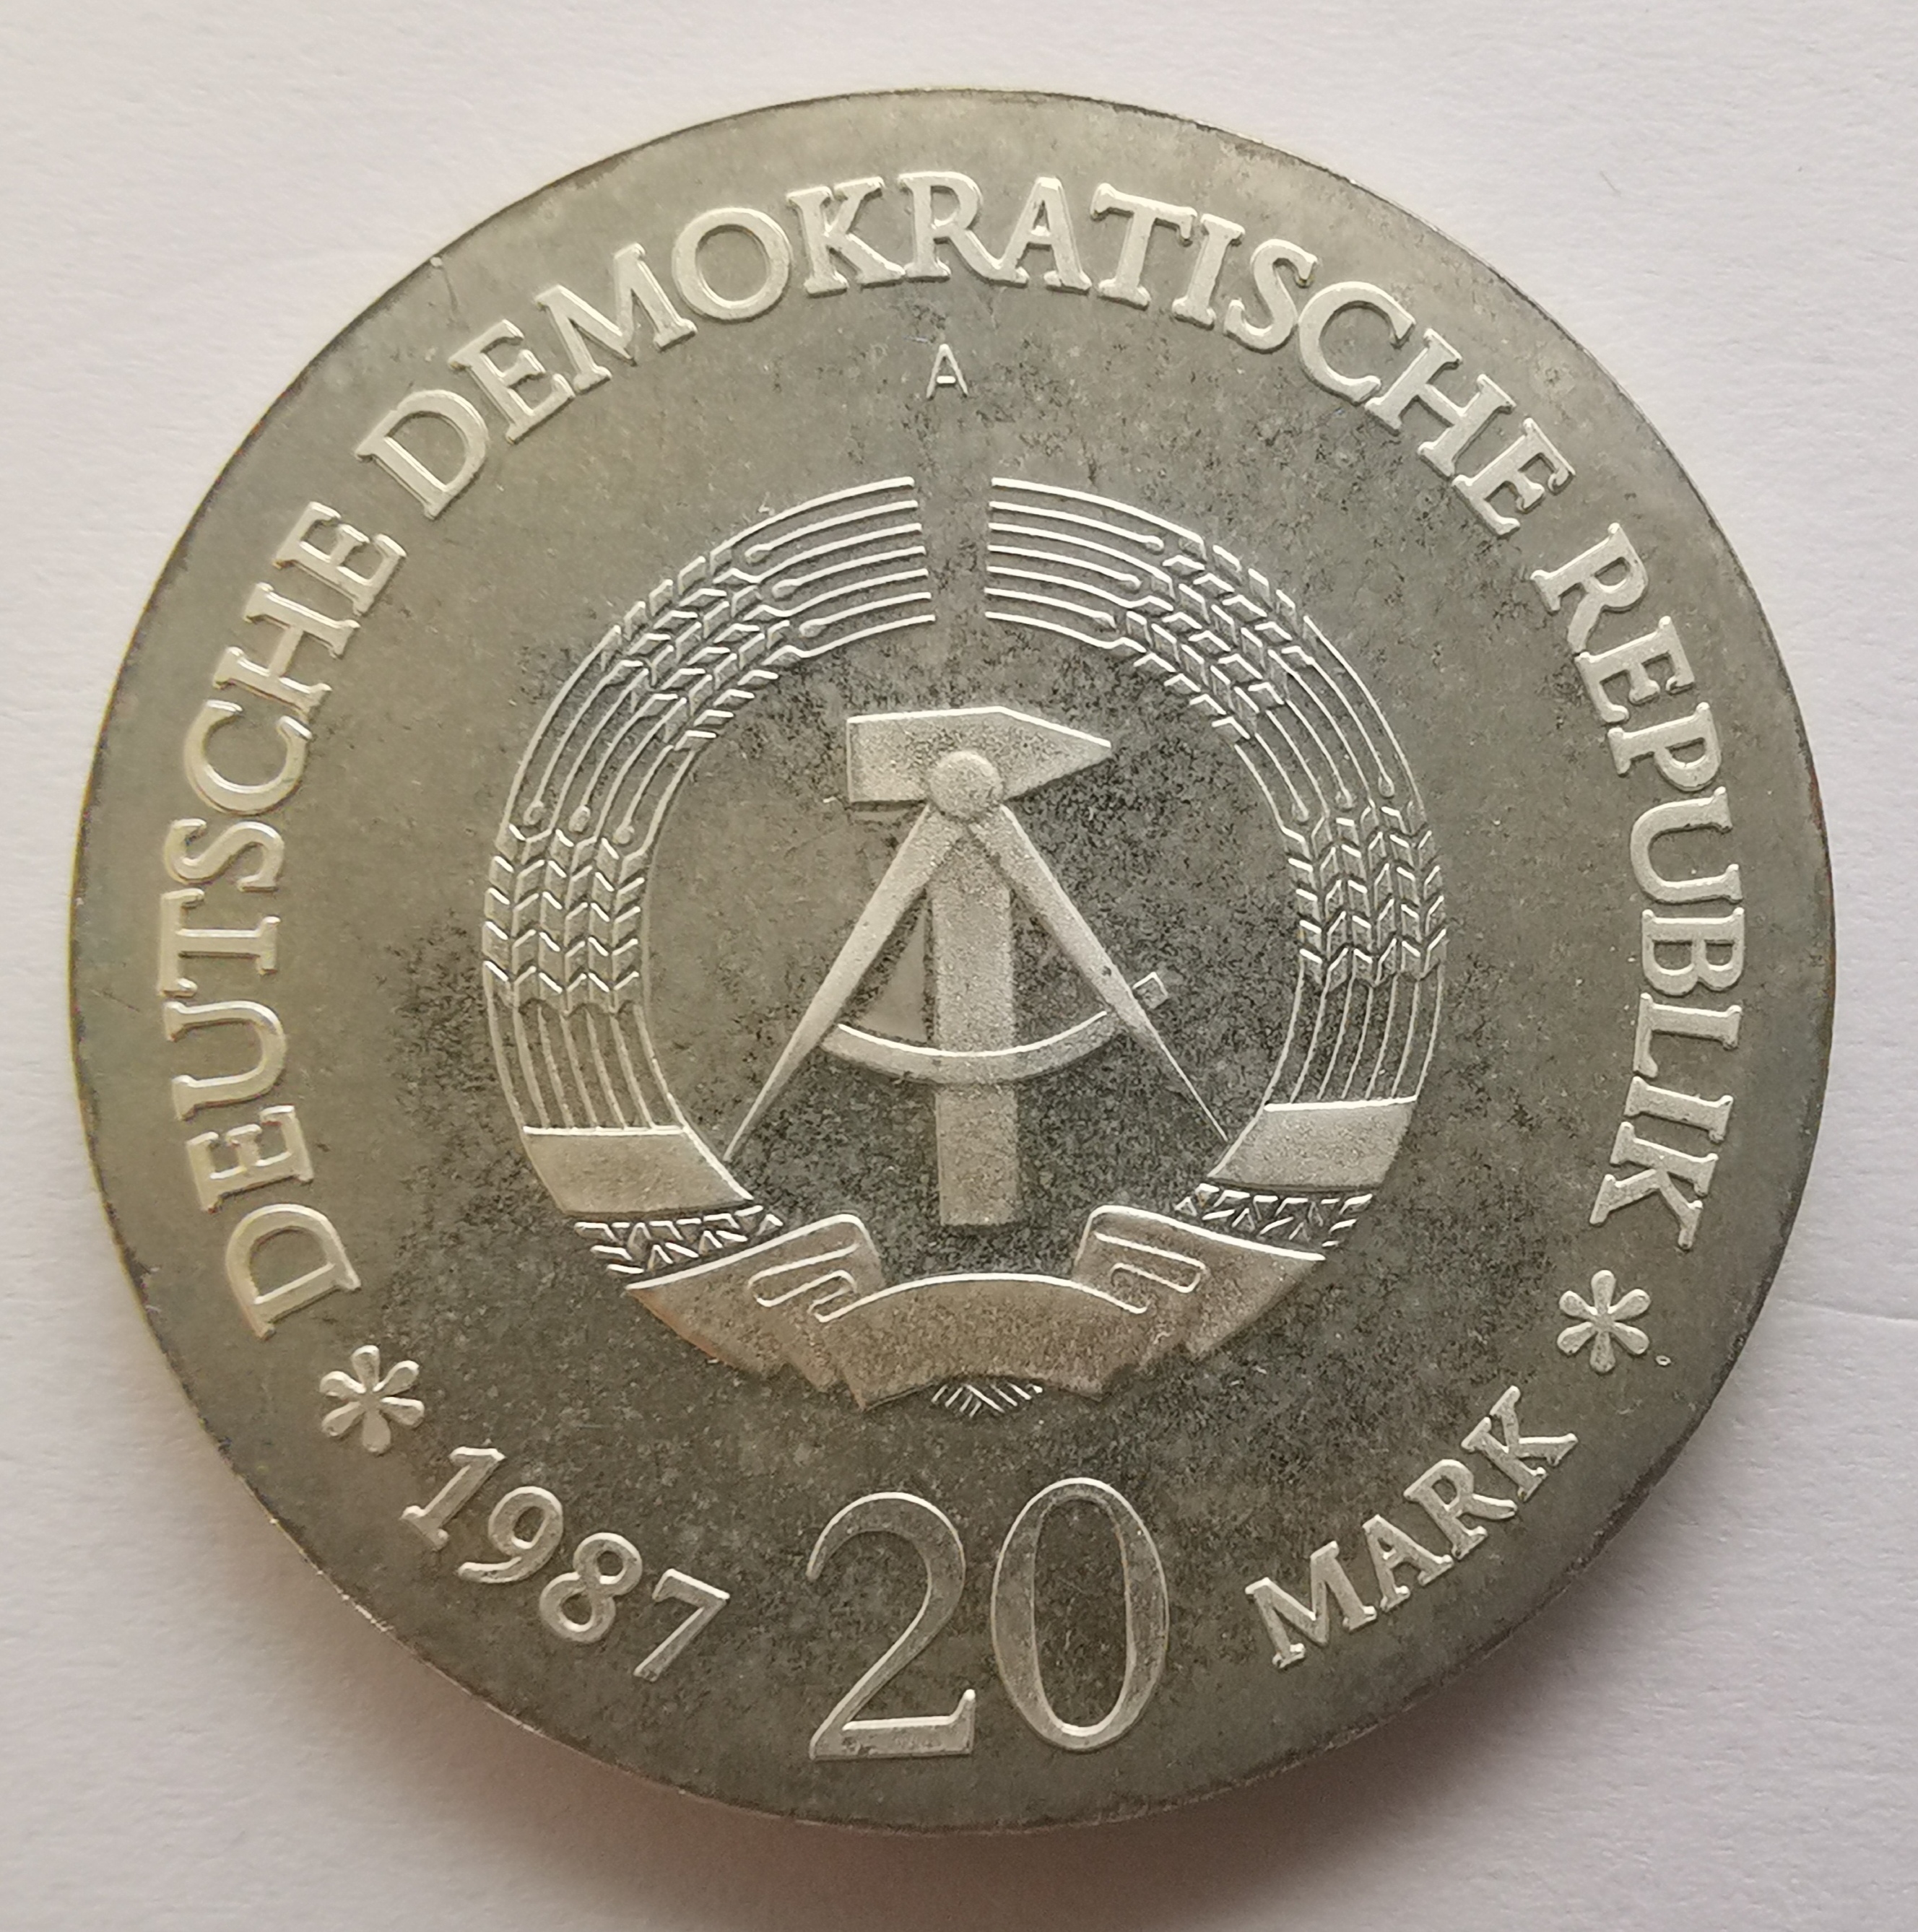 DEUTSCHE DEMOKRATISCHE REPUBLIK
A
* 1987 20 MARK *